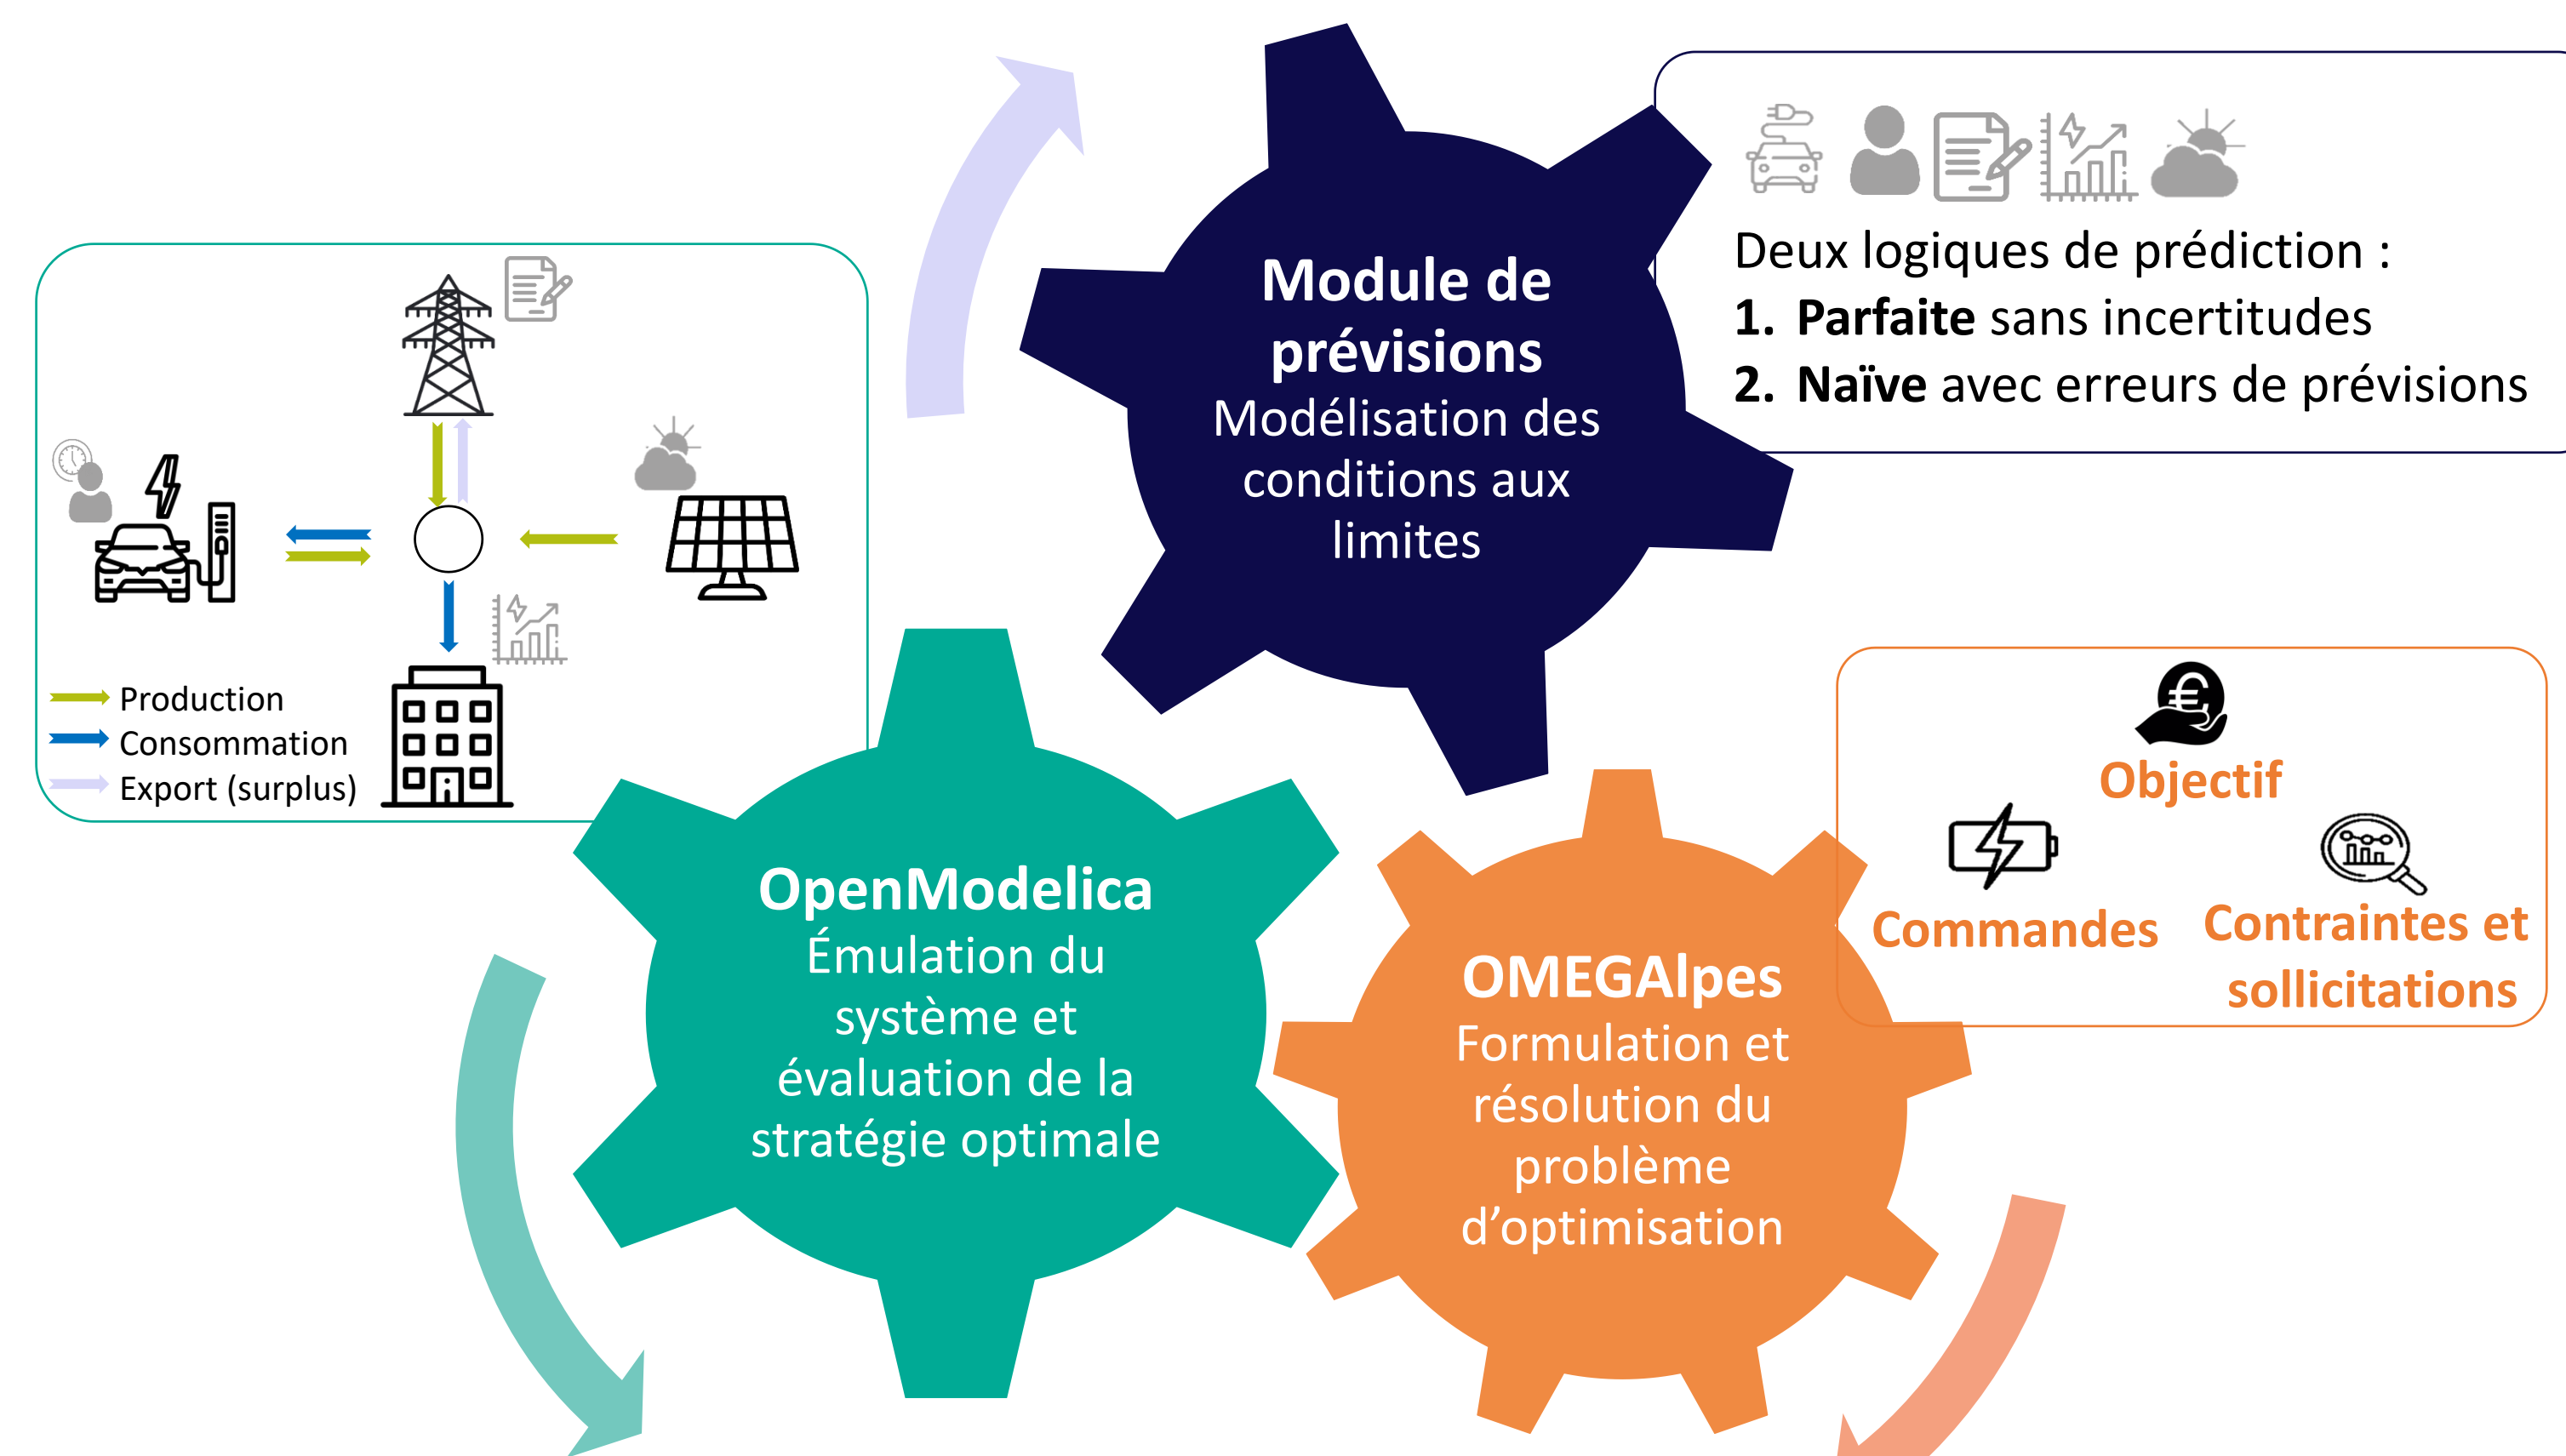 Module de
prévisions
Modélisation des
conditions aux
limites
Deux logiques de prédiction :
1. Parfaite sans incertitudes
2. Naïve avec erreurs de prévisions
Production
Consommation
Export (surplus)
OpenModelica
Émulation du
système et
évaluation de la
stratégie optimale
OMEGAlpes
Formulation et
résolution du
problème
d’optimisation
Objectif
Commandes
Contraintes et
sollicitations